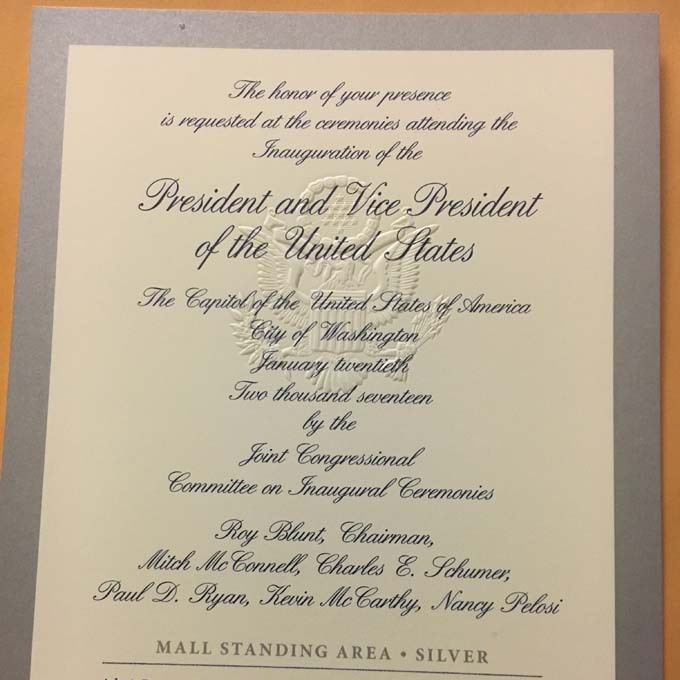 The honor of your presence
is requested at the ceremonies attending the
Inauguration of the
President and Vice President
of the United States
The Capitol of the United States of America
City of Washington
January twentieth
Two thousand seventeen
by the
Joint Congressional
Committee on Inaugural Ceremonies
Roy Blunt, Chairman,
Mitch McConnell, Charles E. Schumer,
Paul D. Ryan, Kevin McCarthy, Nancy Pelosi
MALL STANDING AREA • SILVER